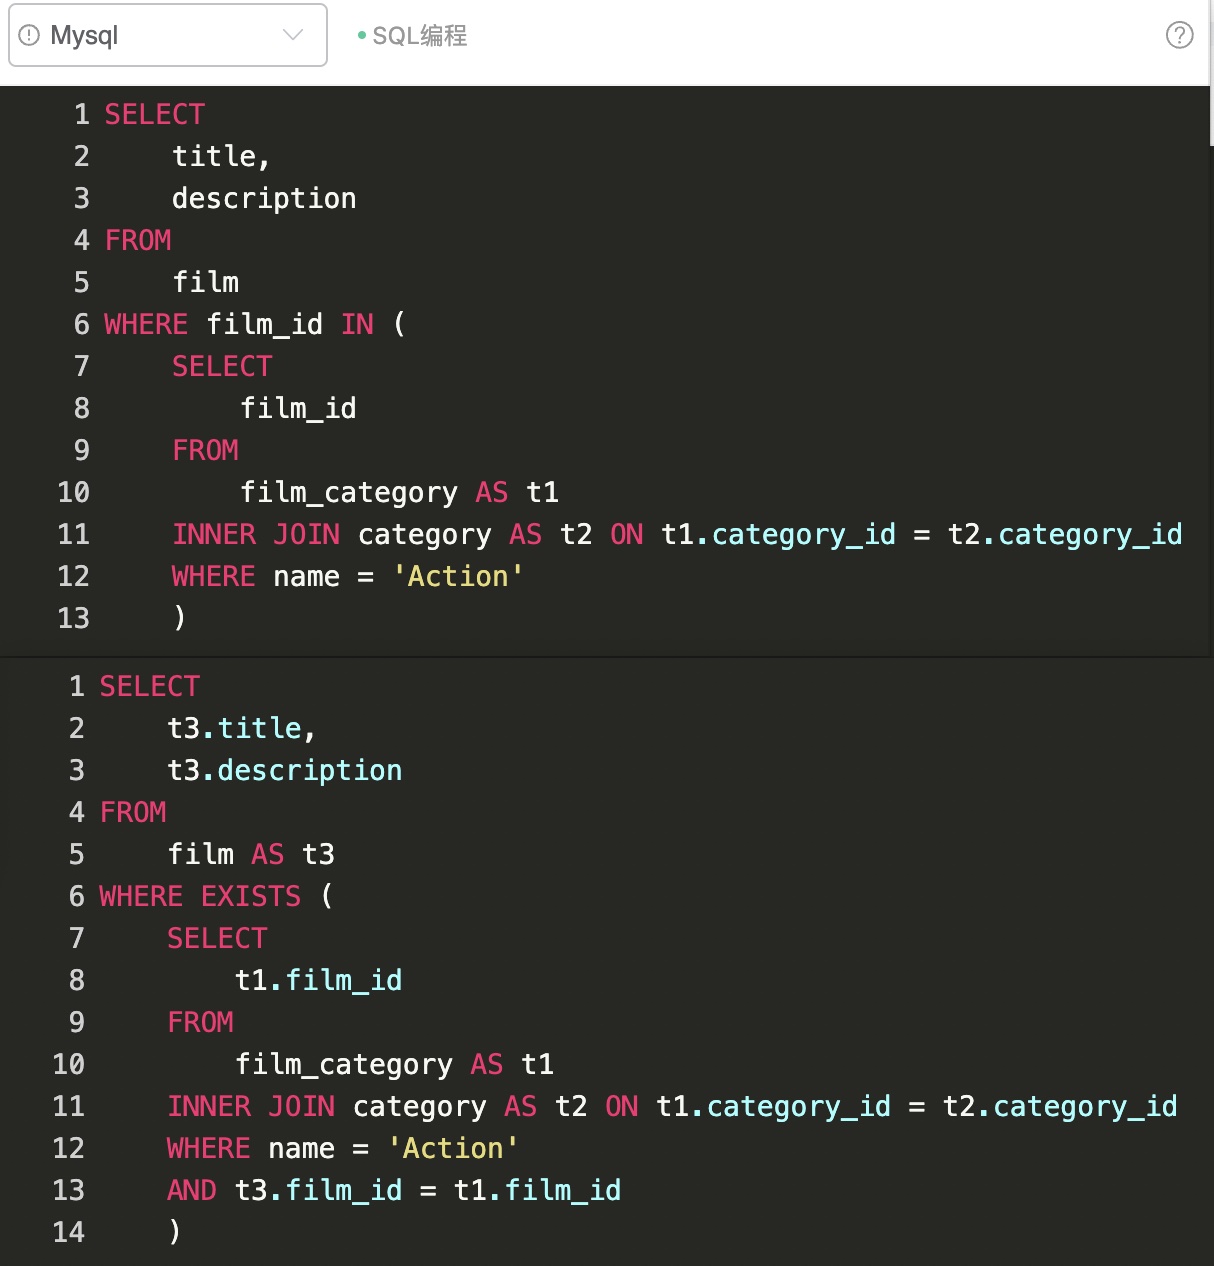 Mysql SQL编程
1 SELECT
2     title,
3     description
4 FROM
5     film
6 WHERE film_id IN (
7     SELECT
8         film_id
9     FROM
10         film_category AS t1
11     INNER JOIN category AS t2 ON t1.category_id = t2.category_id
12     WHERE name = 'Action'
13     )
1 SELECT
2     t3.title,
3     t3.description
4 FROM
5     film AS t3
6 WHERE EXISTS (
7     SELECT
8         t1.film_id
9     FROM
10         film_category AS t1
11     INNER JOIN category AS t2 ON t1.category_id = t2.category_id
12     WHERE name = 'Action'
13     AND t3.film_id = t1.film_id
14     )